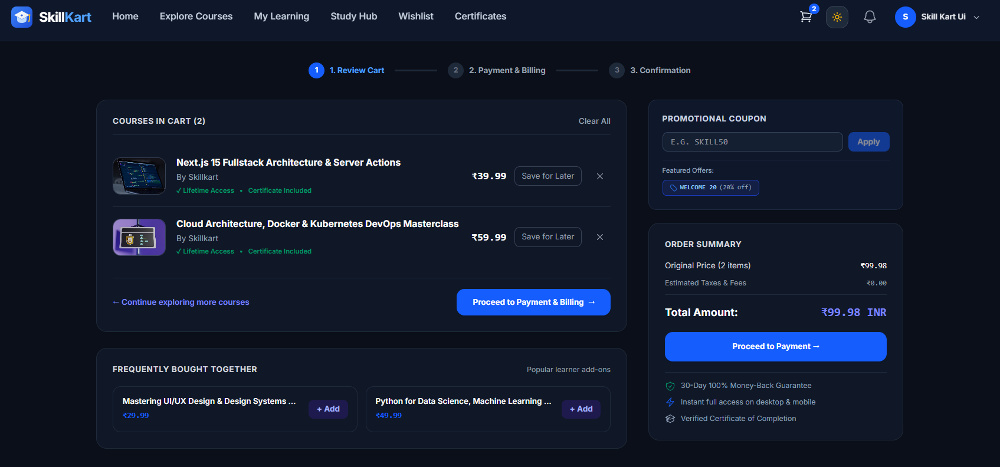 SkillKart
Home
Explore Courses
My Learning
Study Hub
Wishlist
Certificates
2
S
Skill Kart Ui
1
1. Review Cart
2
2. Payment & Billing
3
3. Confirmation
COURSES IN CART (2)
Clear All
Next.js 15 Fullstack Architecture & Server Actions
By Skillkart
✓ Lifetime Access • Certificate Included
₹39.99
Save for Later
Cloud Architecture, Docker & Kubernetes DevOps Masterclass
By Skillkart
✓ Lifetime Access • Certificate Included
₹59.99
Save for Later
← Continue exploring more courses
Proceed to Payment & Billing →
FREQUENTLY BOUGHT TOGETHER
Popular learner add-ons
Mastering UI/UX Design & Design Systems ...
₹29.99
+ Add
Python for Data Science, Machine Learning ...
₹49.99
+ Add
PROMOTIONAL COUPON
E.G. SKILL50
Apply
Featured Offers:
WELCOME 20 (20% off)
ORDER SUMMARY
Original Price (2 items)
₹99.98
Estimated Taxes & Fees
₹0.00
Total Amount:
₹99.98 INR
Proceed to Payment →
30-Day 100% Money-Back Guarantee
Instant full access on desktop & mobile
Verified Certificate of Completion